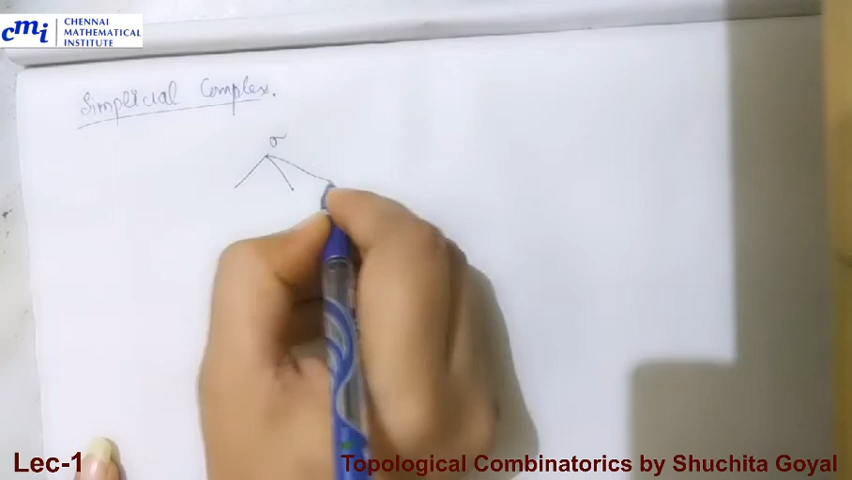 cmi CHENNAI
MATHEMATICAL
INSTITUTE
Simplicial Complex.
σ
Lec-1
Topological Combinatorics by Shuchita Goyal